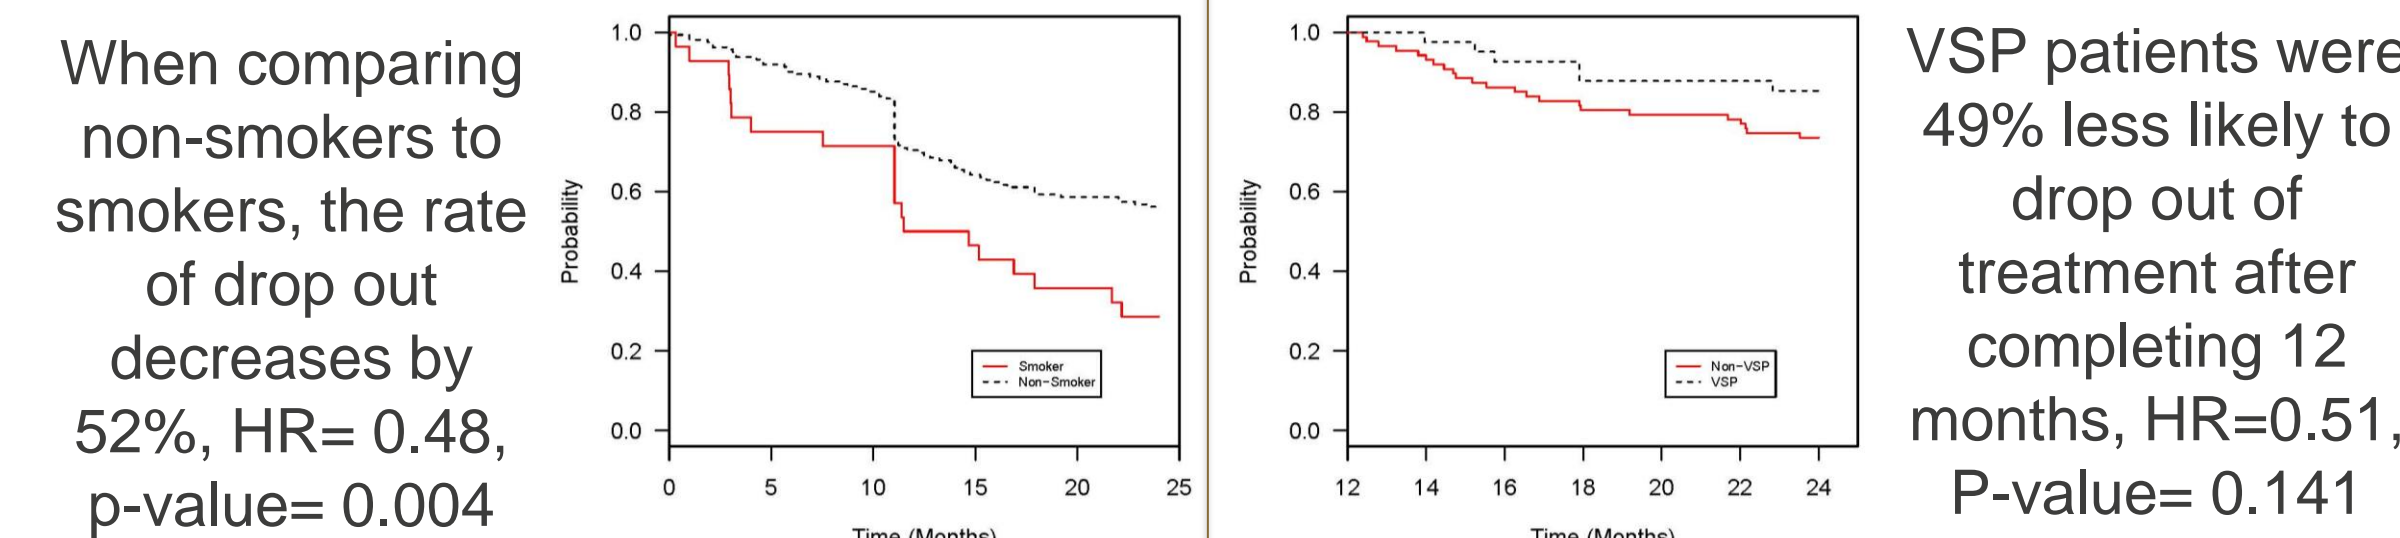 When comparing
non-smokers to
smokers, the rate
of drop out
decreases by
52%, HR= 0.48,
p-value= 0.004
Probability
1.0
0.8
0.6
0.4
0.2
0.0
Smoker
Non-Smoker
0 5 10 15 20 25
Time (Months)
Probability
1.0
0.8
0.6
0.4
0.2
0.0
Non-VSP
VSP
12 14 16 18 20 22 24
Time (Months)
VSP patients were
49% less likely to
drop out of
treatment after
completing 12
months, HR=0.51,
P-value= 0.141